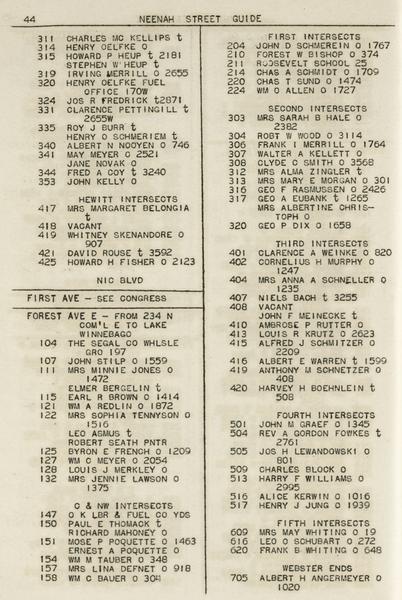 44 NEENAH STREET GUIDE
311 CHARLES MC KELLIPS t
314 HENRY OELFKE O
315 HOWARD P HEUP t 2181
STEPHEN W HEUP t
319 IRVING MERRILL O 2655
320 HENRY OELFKE FUEL
OFFICE 170W
324 JOS R FREDRICK t2871
331 CLARENCE PETTINGILL t
2655W
335 ROY J BURR t
HENRY O SCHMERIEM t
340 ALBERT N NOOYEN O 746
341 MAY MEYER O 2521
JANE NOVAK O
344 FRED A COY t 3240
353 JOHN KELLY O
HEWITT INTERSECTS
417 MRS MARGARET BELONGIA
t
418 VACANT
419 WHITNEY SKENANDORE O
907
421 DAVID ROUSE t 3592
425 HOWARD H FISHER O 2123
NIC BLVD
FIRST AVE - SEE CONGRESS
FOREST AVE E - FROM 234 N
COM'L E TO LAKE
WINNEBAGO
104 THE SEGAL CO WHLSLE
GRO 197
107 JOHN STILP O 1559
111 MRS MINNIE JONES O
1472
ELMER BERGELIN t
115 EARL R BROWN O 1414
121 WM A REDLIN O 1872
122 MRS SOPHIA TENNYSON O
1516
LEO ASMUS t
ROBERT SEATH PNTR
125 BYRON E FRENCH O 1209
127 WM C MEYER O 2054
128 LOUIS J MERKLEY O
132 MRS JENNIE LAWSON O
1375
C & NW INTERSECTS
147 O K LBR & FUEL CO YDS
150 PAUL E THOMACK t
RICHARD MAHONEY O
151 MOSE P POQUETTE O 1463
ERNEST A POQUETTE O
154 WM M TAUBER O 348
157 MRS LINA DEFNET O 918
158 WM C BAUER O
FIRST INTERSECTS
204 JOHN D SCHMEREIN O 1767
210 FOREST W BISHOP O 374
211 ROOSEVELT SCHOOL 25
214 CHAS A SCHMIDT O 1709
220 CHAS T SUND O 1474
224 WM O ALLEN O 1727
SECOND INTERSECTS
303 MRS SARAH B HALE O
2382
304 ROBT W WOOD O 3114
306 FRANK I MERRILL O 1764
307 WALTER A KELLETT O
308 CLYDE O SMITH O 3568
312 MRS ALMA ZINGLER t
313 MRS MARY E MORGAN O 301
316 GEO F RASMUSSEN O 2426
317 GEO A EUBANK t 1265
MRS ALBERTINE CHRIS-
TOPH O
320 GEO P DIX O 1658
THIRD INTERSECTS
401 CLARENCE A WEINKE O 820
402 CORNELIUS H MURPHY O
1247
404 MRS ANNA A SCHNELLER O
1235
407 NIELS BACH t 3255
408 VACANT
JOHN F MEINECKE t
410 AMBROSE P RUTTER O
413 LOUIS R KRUTZ O 2623
415 ALFRED J SCHMITZER O
2209
416 ALBERT E WARREN t 1599
419 ANTHONY M SCHNETZER O
408
420 HARVEY H BOEHNLEIN t
508
FOURTH INTERSECTS
501 JOHN M GRAEF O 1345
504 REV A GORDON FOWKES t
2761
505 JOS H LEWANDOWSKI O
801
509 CHARLES BLOCK O
513 HARRY F WILLIAMS O
2995
516 ALICE KERWIN O 1016
517 HENRY J JUNG O 1939
FIFTH INTERSECTS
609 MRS MAY WHITING O 19
616 LEO O SCHUBART O 272
620 FRANK B WHITING O 648
WEBSTER ENDS
705 ALBERT H ANGERMEYER O
1020